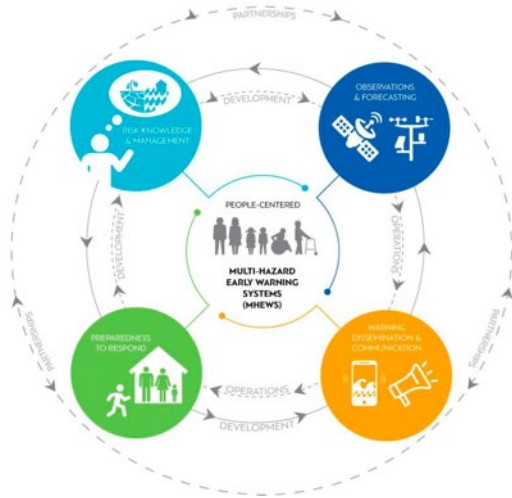 PARTNERSHIPS
DEVELOPMENT
RISK KNOWLEDGE
& MANAGEMENT
OBSERVATIONS
& FORECASTING
PEOPLE-CENTERED
MULTI-HAZARD
EARLY WARNING
SYSTEMS
(MHEWS)
DEVELOPMENT
OPERATIONS
PREPAREDNESS
TO RESPOND
WARNING
DISSEMINATION &
COMMUNICATION
PARTNERSHIPS
PARTNERSHIPS
OPERATIONS
DEVELOPMENT